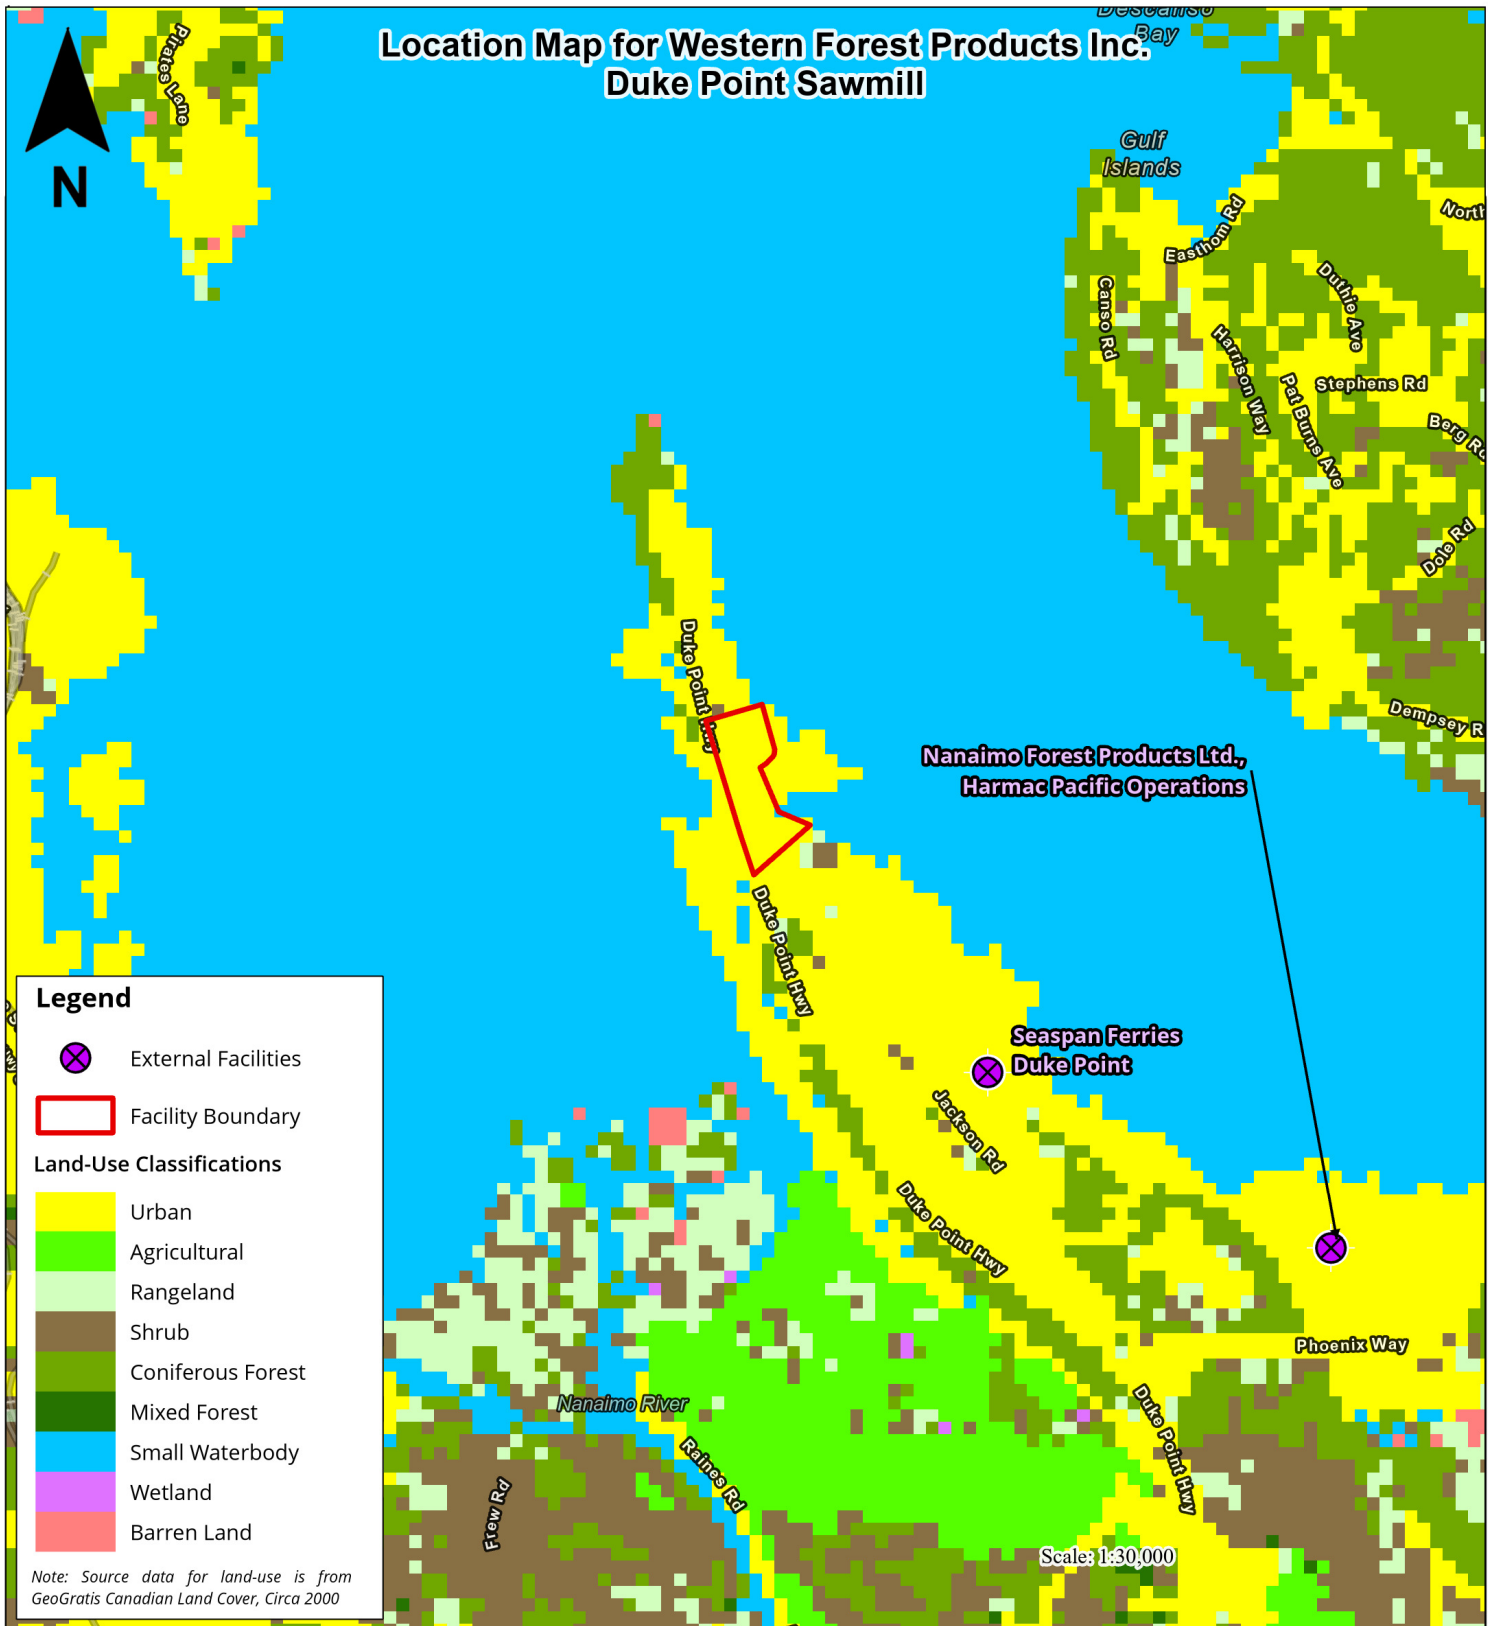 Descanso
Bay
Location Map for Western Forest Products Inc.
Duke Point Sawmill
N
Pirates Lane
Gulf
Islands
Easthom Rd
North
Canso Rd
Duthie Ave
Harrison Way
Stephens Rd
Pat Burns Ave
Berg Rd
Dole Rd
Dempsey R
Duke Point Hwy
Nanaimo Forest Products Ltd.,
Harmac Pacific Operations
Duke Point Hwy
Seaspan Ferries
Duke Point
Jackson Rd
Duke Point Hwy
Phoenix Way
Duke Point Hwy
Nanaimo River
Raines Rd
Frew Rd
Scale: 1:30,000
Legend
External Facilities
Facility Boundary
Land-Use Classifications
Urban
Agricultural
Rangeland
Shrub
Coniferous Forest
Mixed Forest
Small Waterbody
Wetland
Barren Land
Note: Source data for land-use is from
GeoGratis Canadian Land Cover, Circa 2000